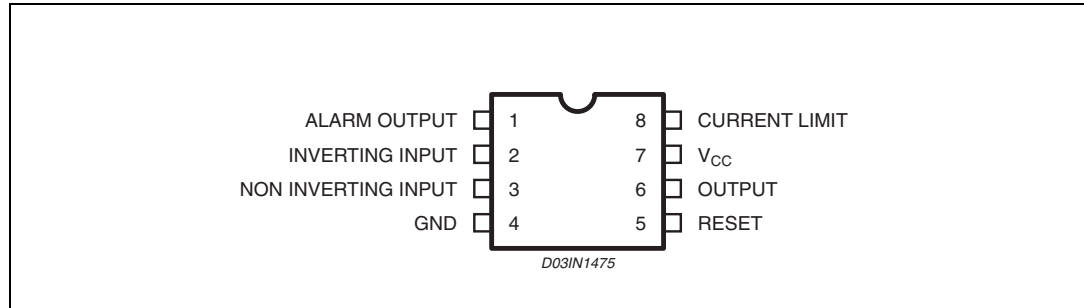 ALARM OUTPUT 1 8 CURRENT LIMIT
INVERTING INPUT 2 7 VCC
NON INVERTING INPUT 3 6 OUTPUT
GND 4 5 RESET
D03IN1475